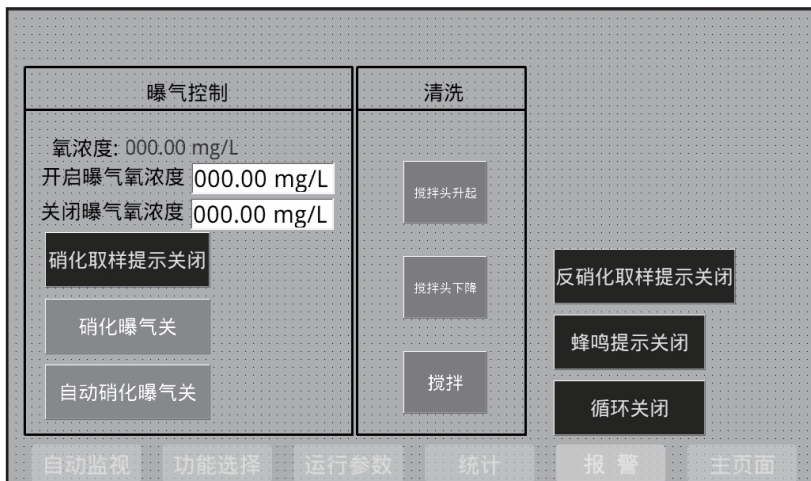 曝气控制
清洗
氧浓度: 000.00 mg/L
开启曝气氧浓度 000.00 mg/L
关闭曝气氧浓度 000.00 mg/L
硝化取样提示关闭
硝化曝气关
自动硝化曝气关
搅拌头升起
搅拌头下降
搅拌
反硝化取样提示关闭
蜂鸣提示关闭
循环关闭
自动监视 功能选择 运行参数 统计 报 警 主页面